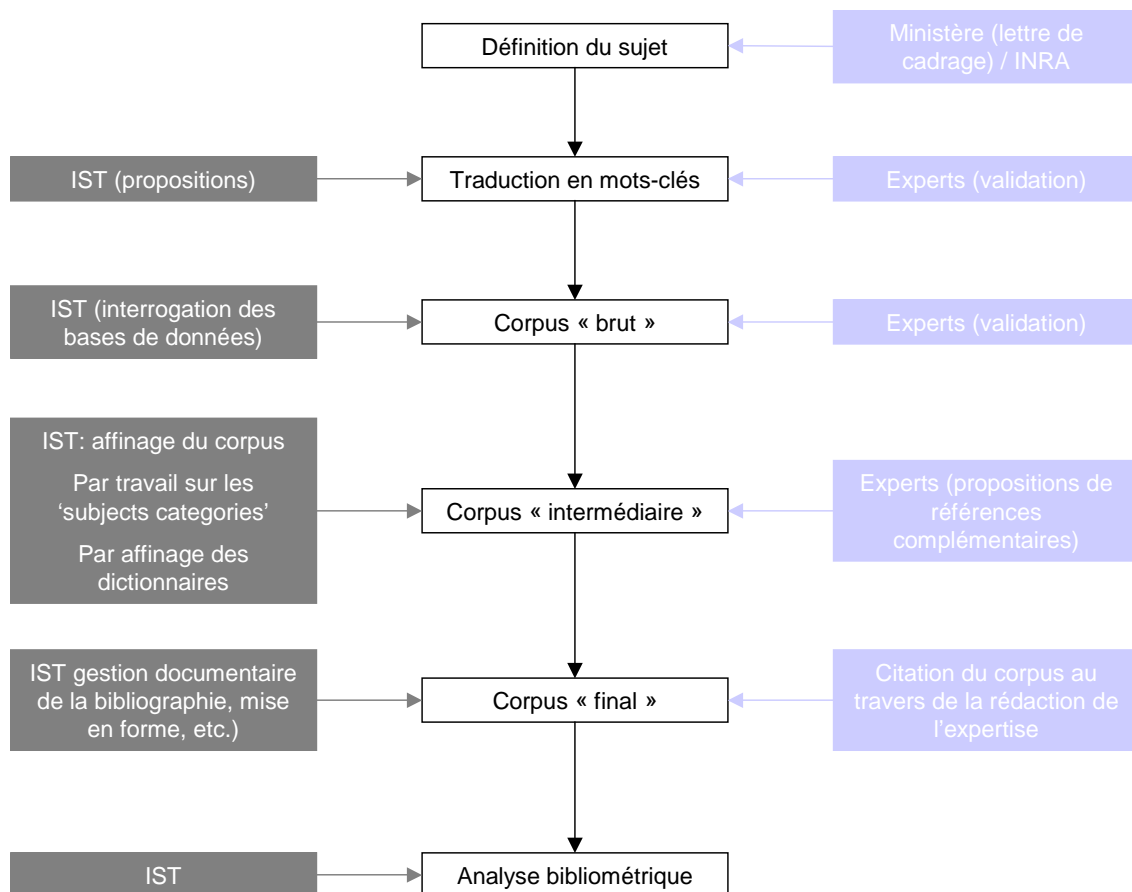 Définition du sujet
Ministère (lettre de
cadrage) / INRA
IST (propositions)
Traduction en mots-clés
Experts (validation)
IST (interrogation des
bases de données)
Corpus « brut »
Experts (validation)
IST: affinage du corpus
Par travail sur les
‘subjects categories’
Par affinage des
dictionnaires
Corpus « intermédiaire »
Experts (propositions de
références
complémentaires)
IST gestion documentaire
de la bibliographie, mise
en forme, etc.)
Corpus « final »
Citation du corpus au
travers de la rédaction de
l’expertise
IST
Analyse bibliométrique